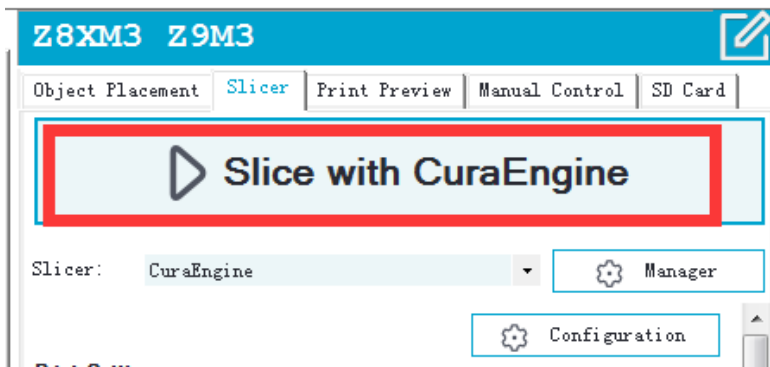 Z8XM3 Z9M3
Object Placement Slicer Print Preview Manual Control SD Card
Slice with CuraEngine
Slicer: CuraEngine Manager
Configuration